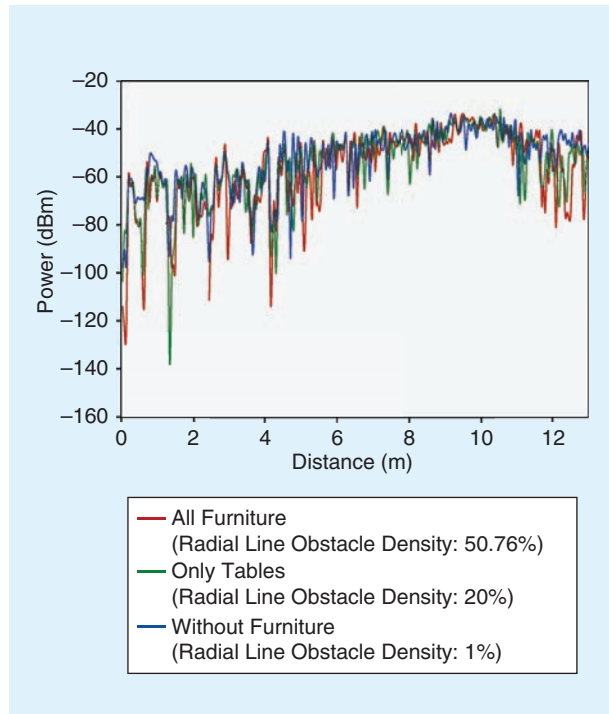 –20
–40
–60
–80
–100
–120
–140
–160
Power (dBm)
0 2 4 6 8 10 12
Distance (m)
All Furniture
(Radial Line Obstacle Density: 50.76%)
Only Tables
(Radial Line Obstacle Density: 20%)
Without Furniture
(Radial Line Obstacle Density: 1%)